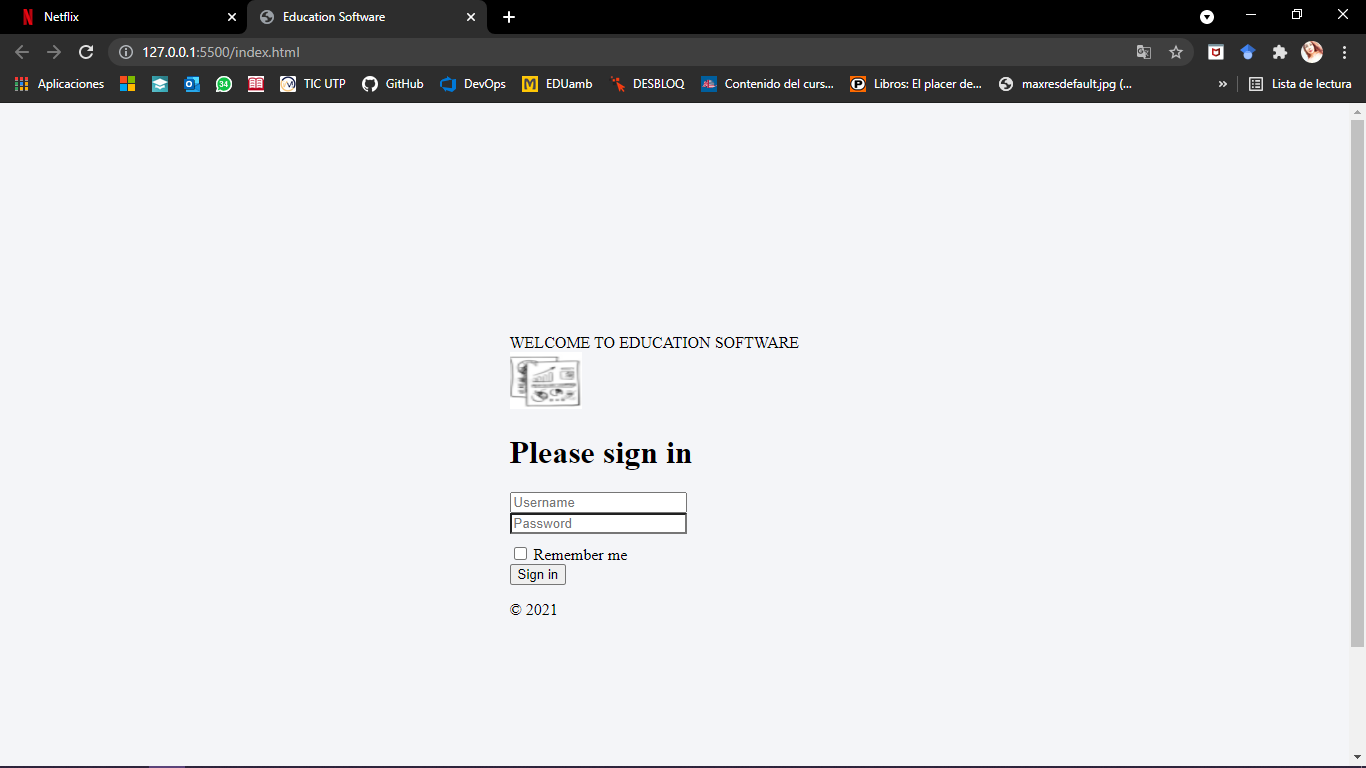 Netflix
Education Software
127.0.0.1:5500/index.html
Aplicaciones
34
TIC UTP
GitHub
DevOps
EDUamb
DESBLOQ
Contenido del curs...
Libros: El placer de...
maxresdefault.jpg (...
»
Lista de lectura
WELCOME TO EDUCATION SOFTWARE
Please sign in
Username
Password
Remember me
Sign in
© 2021